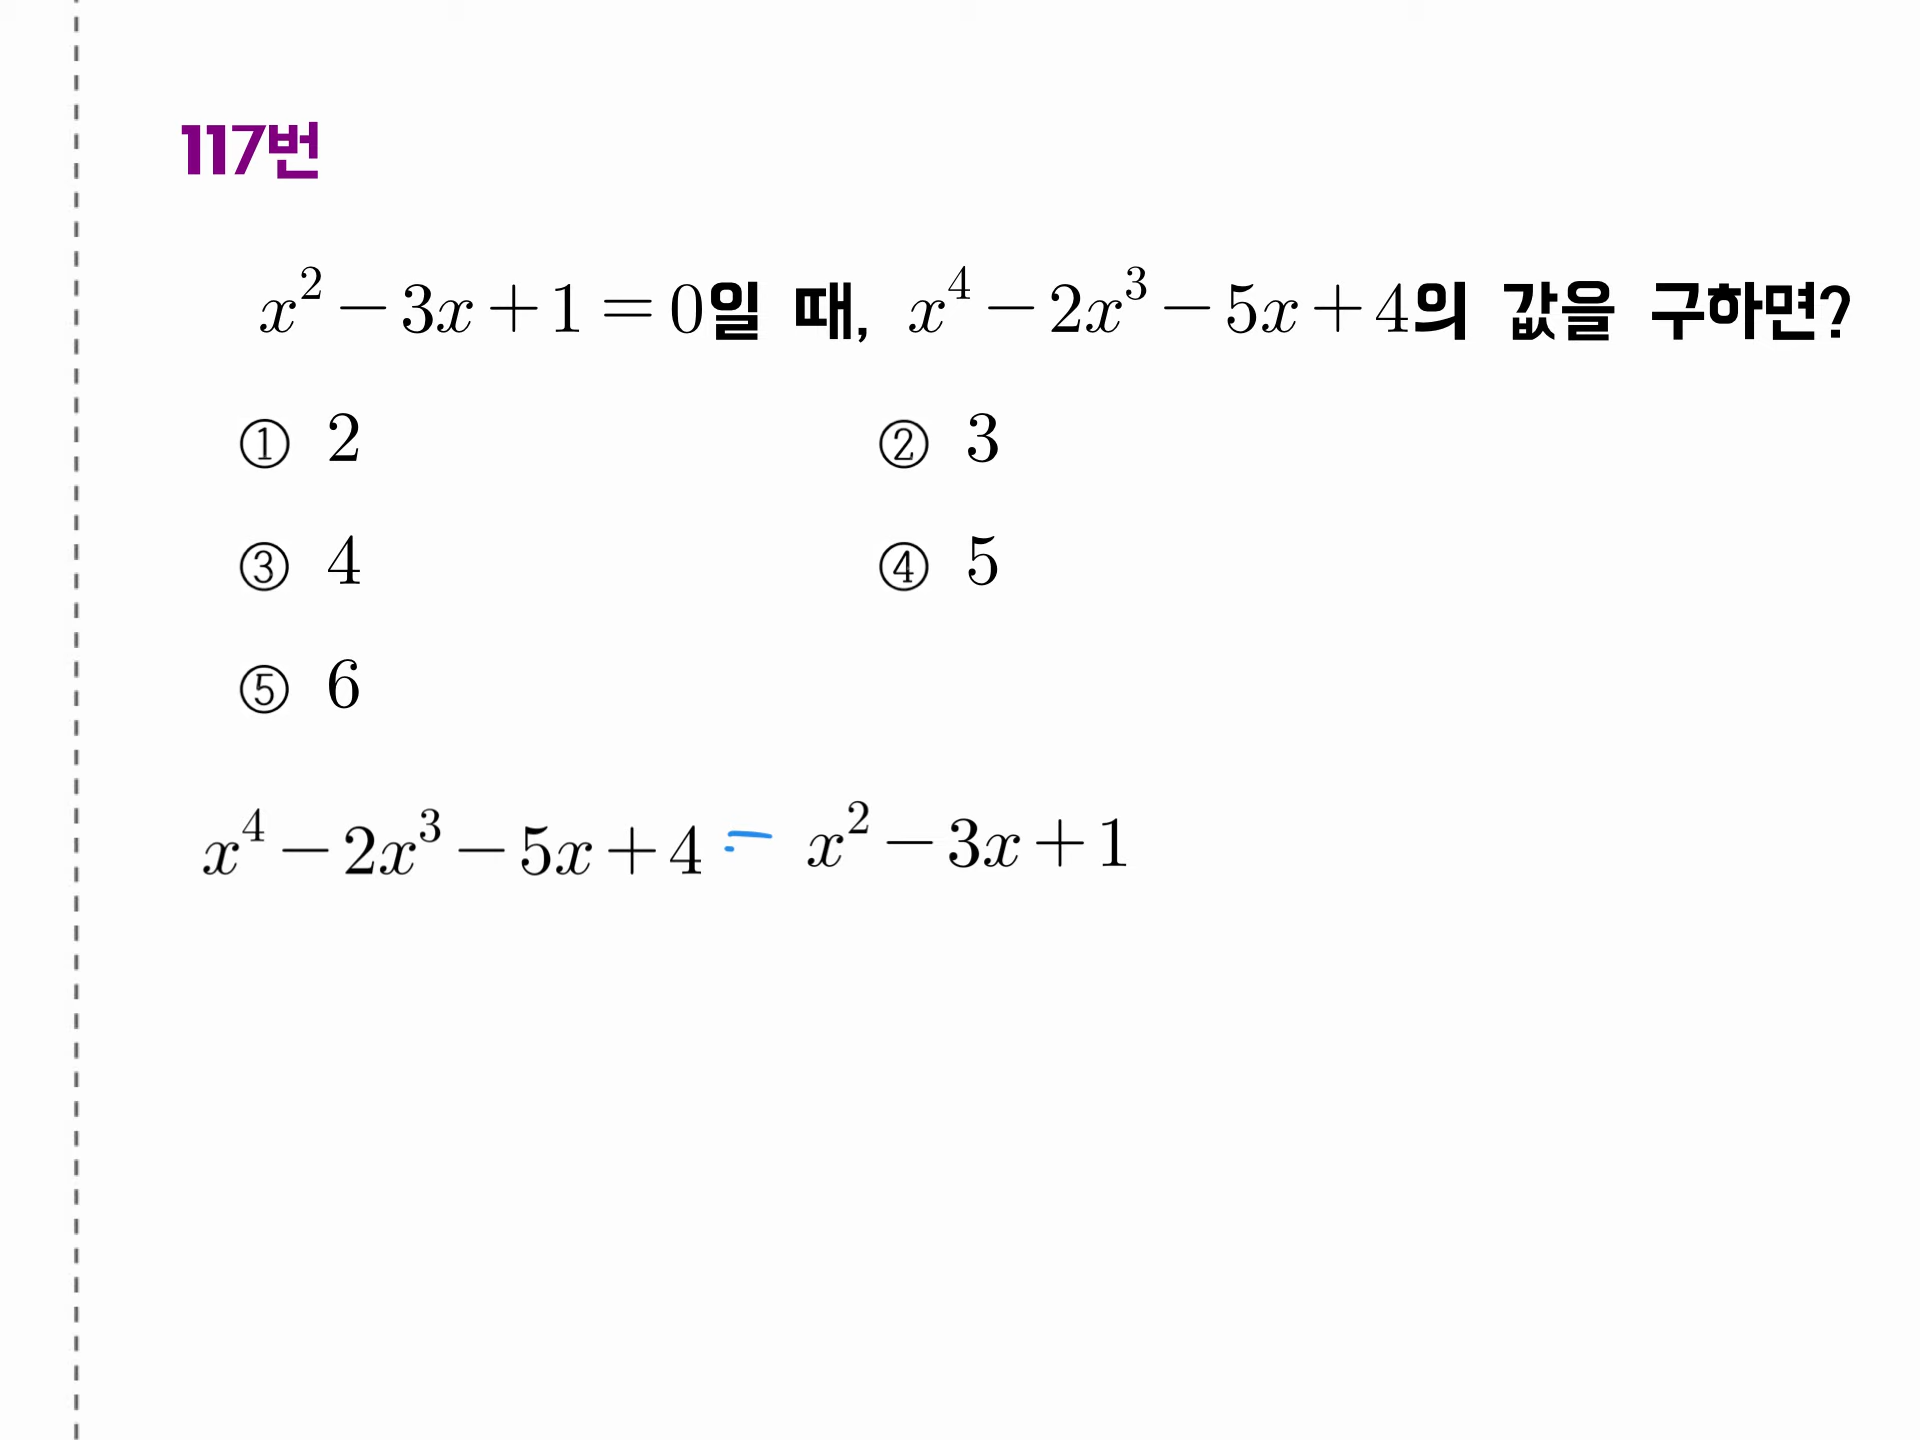 117번
x² − 3x + 1 = 0일 때, x⁴ − 2x³ − 5x + 4의 값을 구하면?
① 2 ② 3
③ 4 ④ 5
⑤ 6
x⁴ − 2x³ − 5x + 4 = x² − 3x + 1